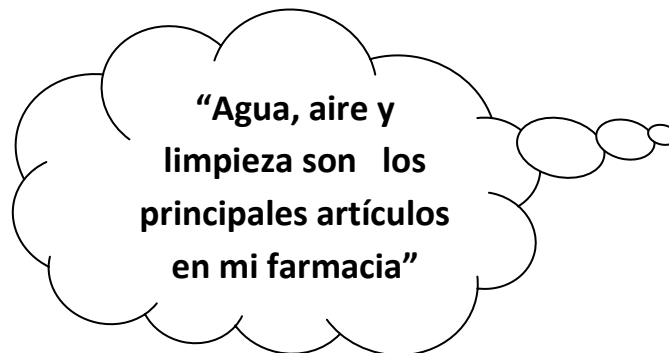 “Agua, aire y
limpieza son los
principales artículos
en mi farmacia”